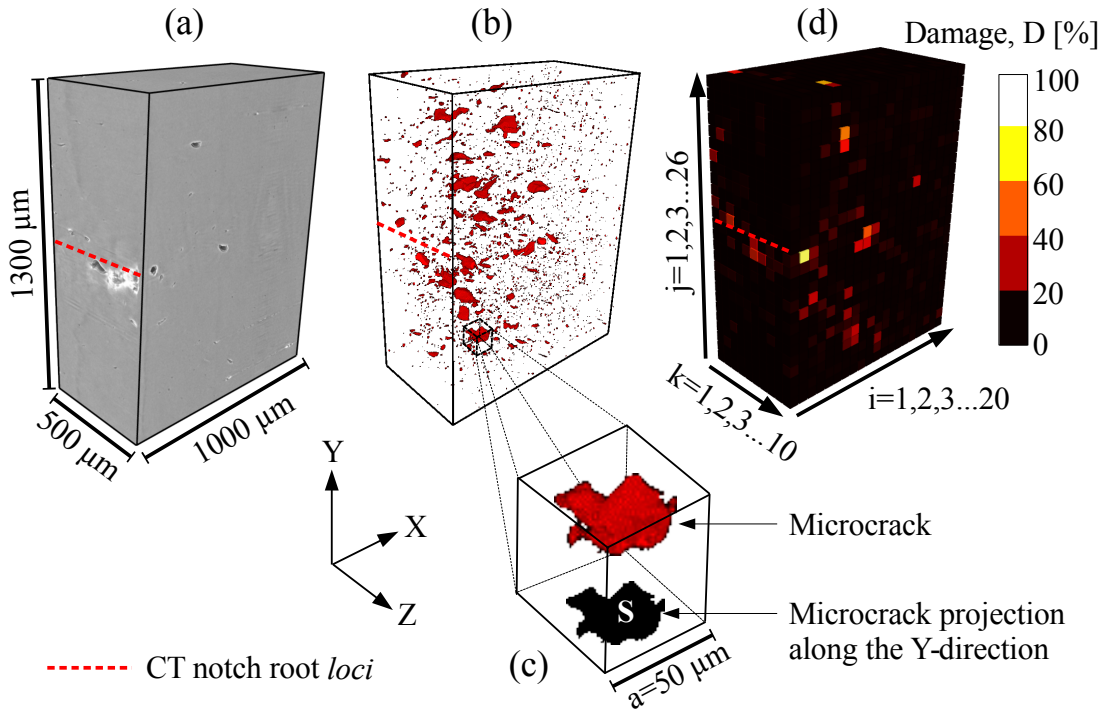 (a)
(b)
(d)
Damage, D [%]
100
80
60
40
20
0
1300 μm
500 μm
1000 μm
j=1,2,3...26
k=1,2,3...10
i=1,2,3...20
Y
X
Z
Microcrack
S
Microcrack projection
along the Y-direction
a=50 μm
(c)
CT notch root loci